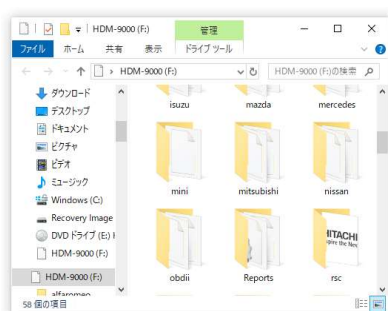 HDM-9000 (F:)
管理
ファイル
ホーム
共有
表示
ドライブ ツール
HDM-9000 (F:)
HDM-9000 (F:)の検索
ダウンロード
デスクトップ
ドキュメント
ピクチャ
ビデオ
ミュージック
Windows (C:)
Recovery Image
DVD ドライブ (E:)
HDM-9000 (F:)
HDM-9000 (F:)
alfaromeo
isuzu
mazda
mercedes
mini
mitsubishi
nissan
obdii
Reports
rsc
HITACHI
spire the Nex
58 個の項目